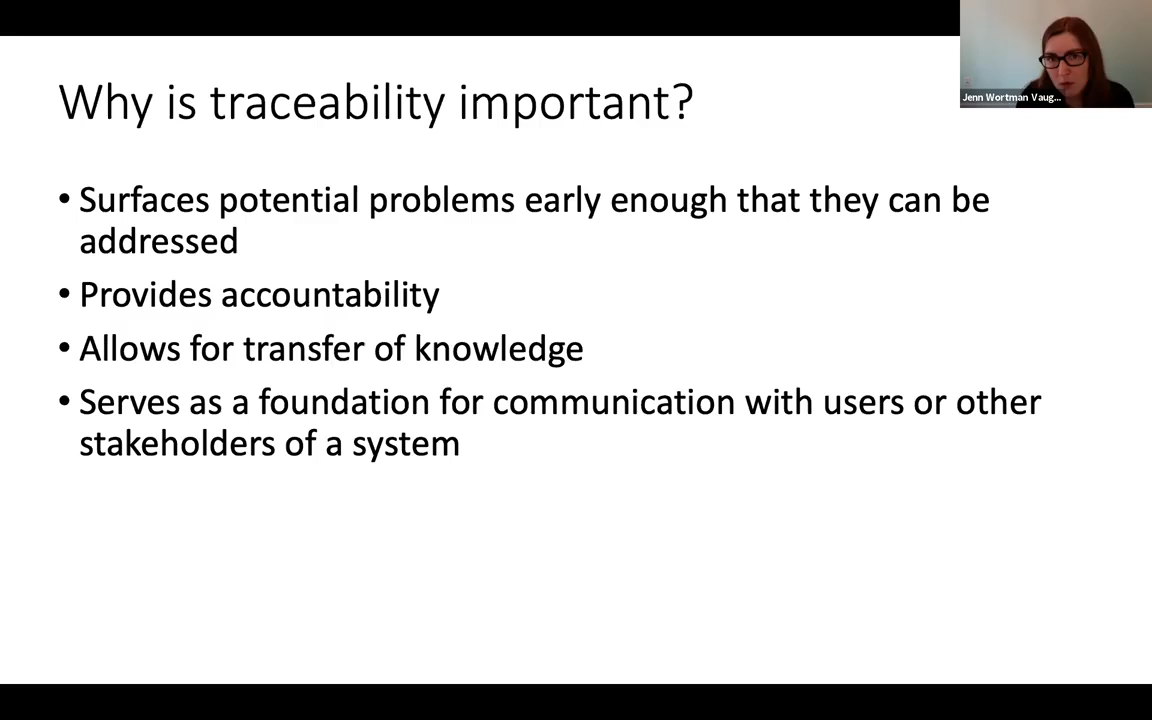 Why is traceability important?
Jenn Wortman Vaug...
• Surfaces potential problems early enough that they can be
addressed
• Provides accountability
• Allows for transfer of knowledge
• Serves as a foundation for communication with users or other
stakeholders of a system